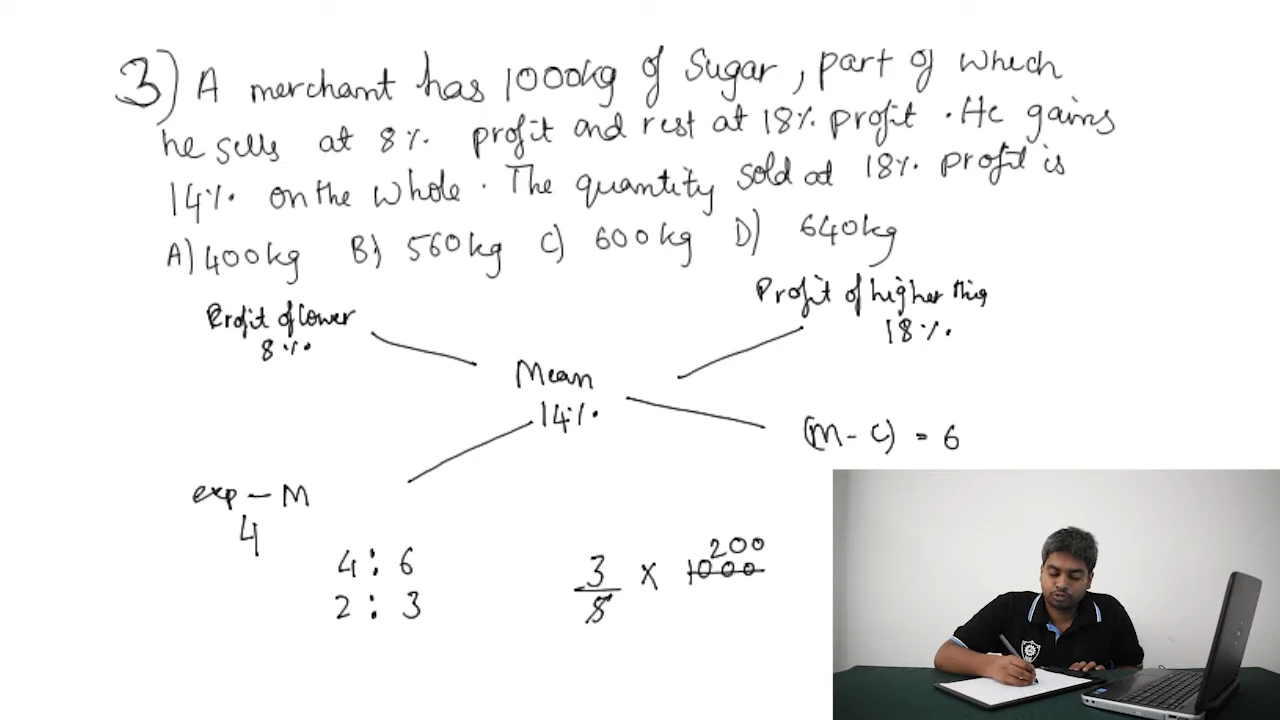 3) A merchant has 1000kg of Sugar, part of which
he sells at 8% profit and rest at 18% profit. He gains
14% on the whole. The quantity sold at 18% profit is
A) 400kg B) 560kg C) 600kg D) 640kg
Profit of lower
8%
Profit of higher thing
18%
Mean
14%
(M - C) = 6
exp - M
4
4 : 6
2 : 3
3/5 × 1000
200